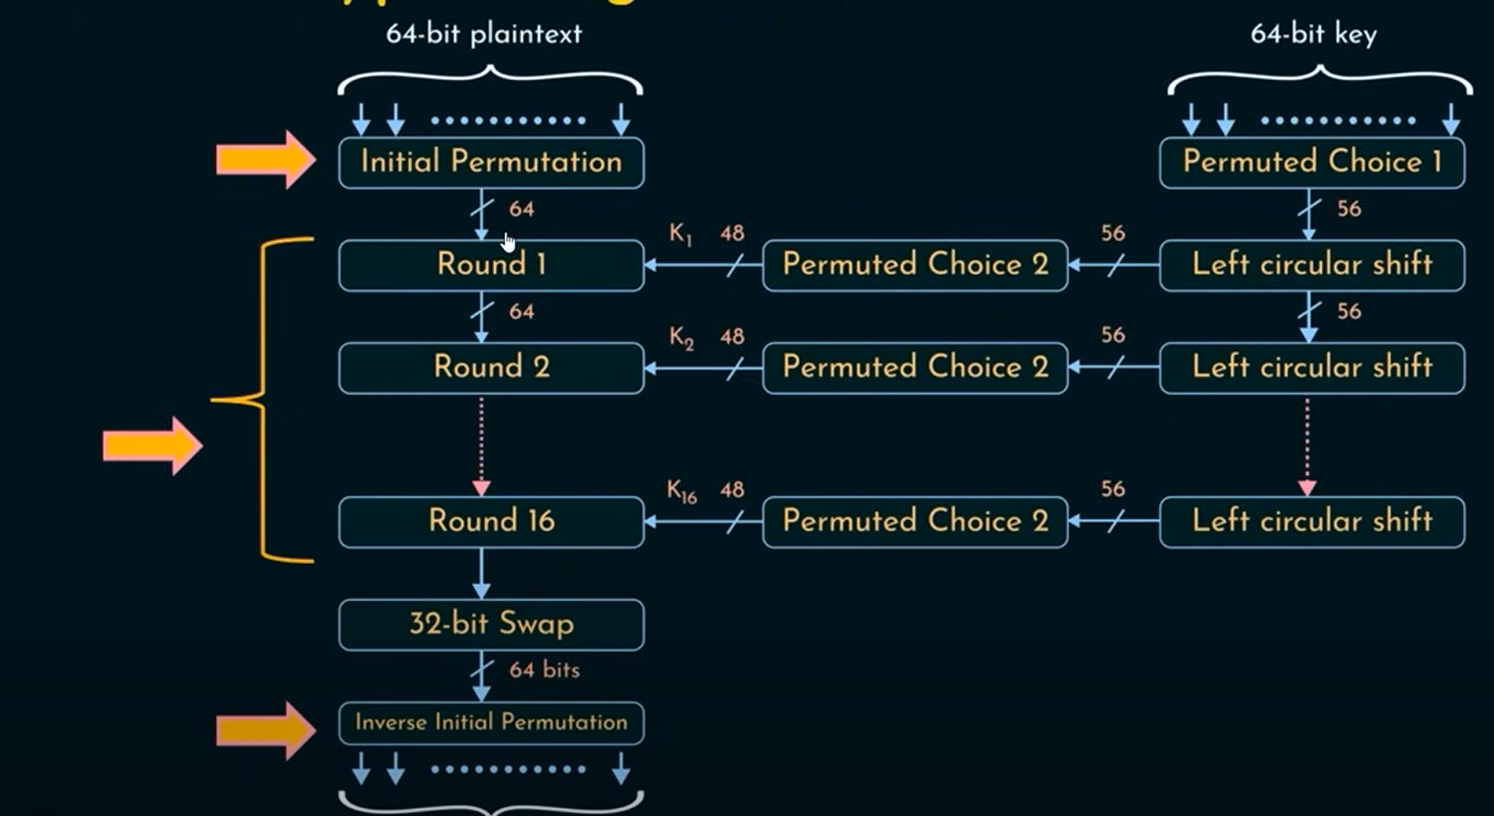 64-bit plaintext
64-bit key
Initial Permutation
Permuted Choice 1
64
56
Round 1
K1 48
Permuted Choice 2
56
Left circular shift
64
56
Round 2
K2 48
Permuted Choice 2
56
Left circular shift
Round 16
K16 48
Permuted Choice 2
56
Left circular shift
32-bit Swap
64 bits
Inverse Initial Permutation